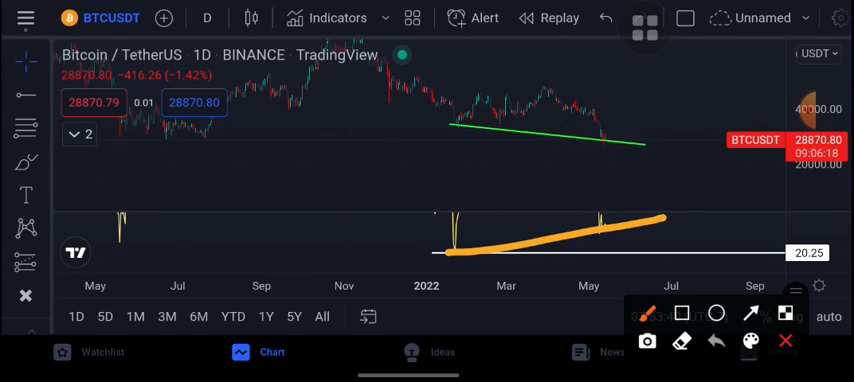 BTCUSDT D Indicators Alert Replay Unnamed
Bitcoin / TetherUS · 1D · BINANCE · TradingView
USDT
28870.80 −416.26 (−1.42%)
28870.79 0.01 28870.80
40000.00
2
BTCUSDT 28870.80
09:06:18
20000.00
20.25
May Jul Sep Nov 2022 Mar May Jul Sep
1D 5D 1M 3M 6M YTD 1Y 5Y All % auto
Watchlist Chart Ideas News